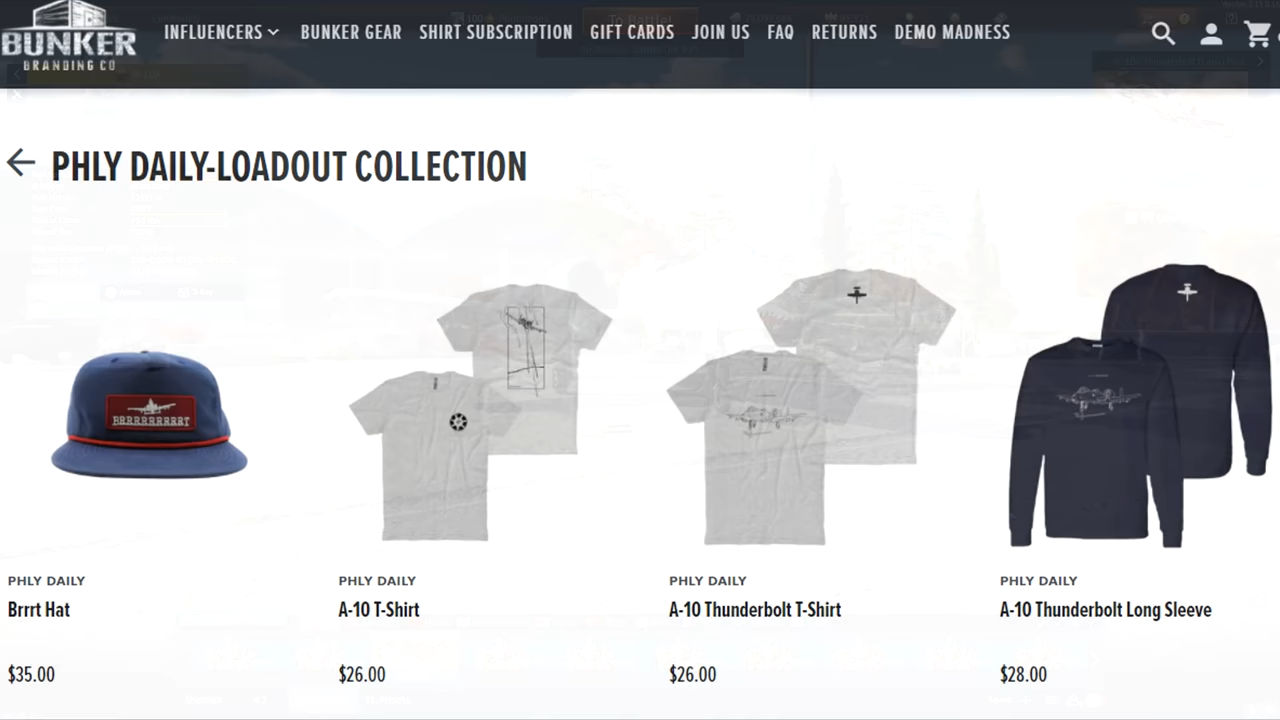 BUNKER
BRANDING CO
INFLUENCERS
BUNKER GEAR
SHIRT SUBSCRIPTION
GIFT CARDS
JOIN US
FAQ
RETURNS
DEMO MADNESS
To Battle!
PHLY DAILY-LOADOUT COLLECTION
BRRRRRRRRRT
PHLY DAILY
Brrrt Hat
$35.00
PHLY DAILY
A-10 T-Shirt
$26.00
PHLY DAILY
A-10 Thunderbolt T-Shirt
$26.00
PHLY DAILY
A-10 Thunderbolt Long Sleeve
$28.00